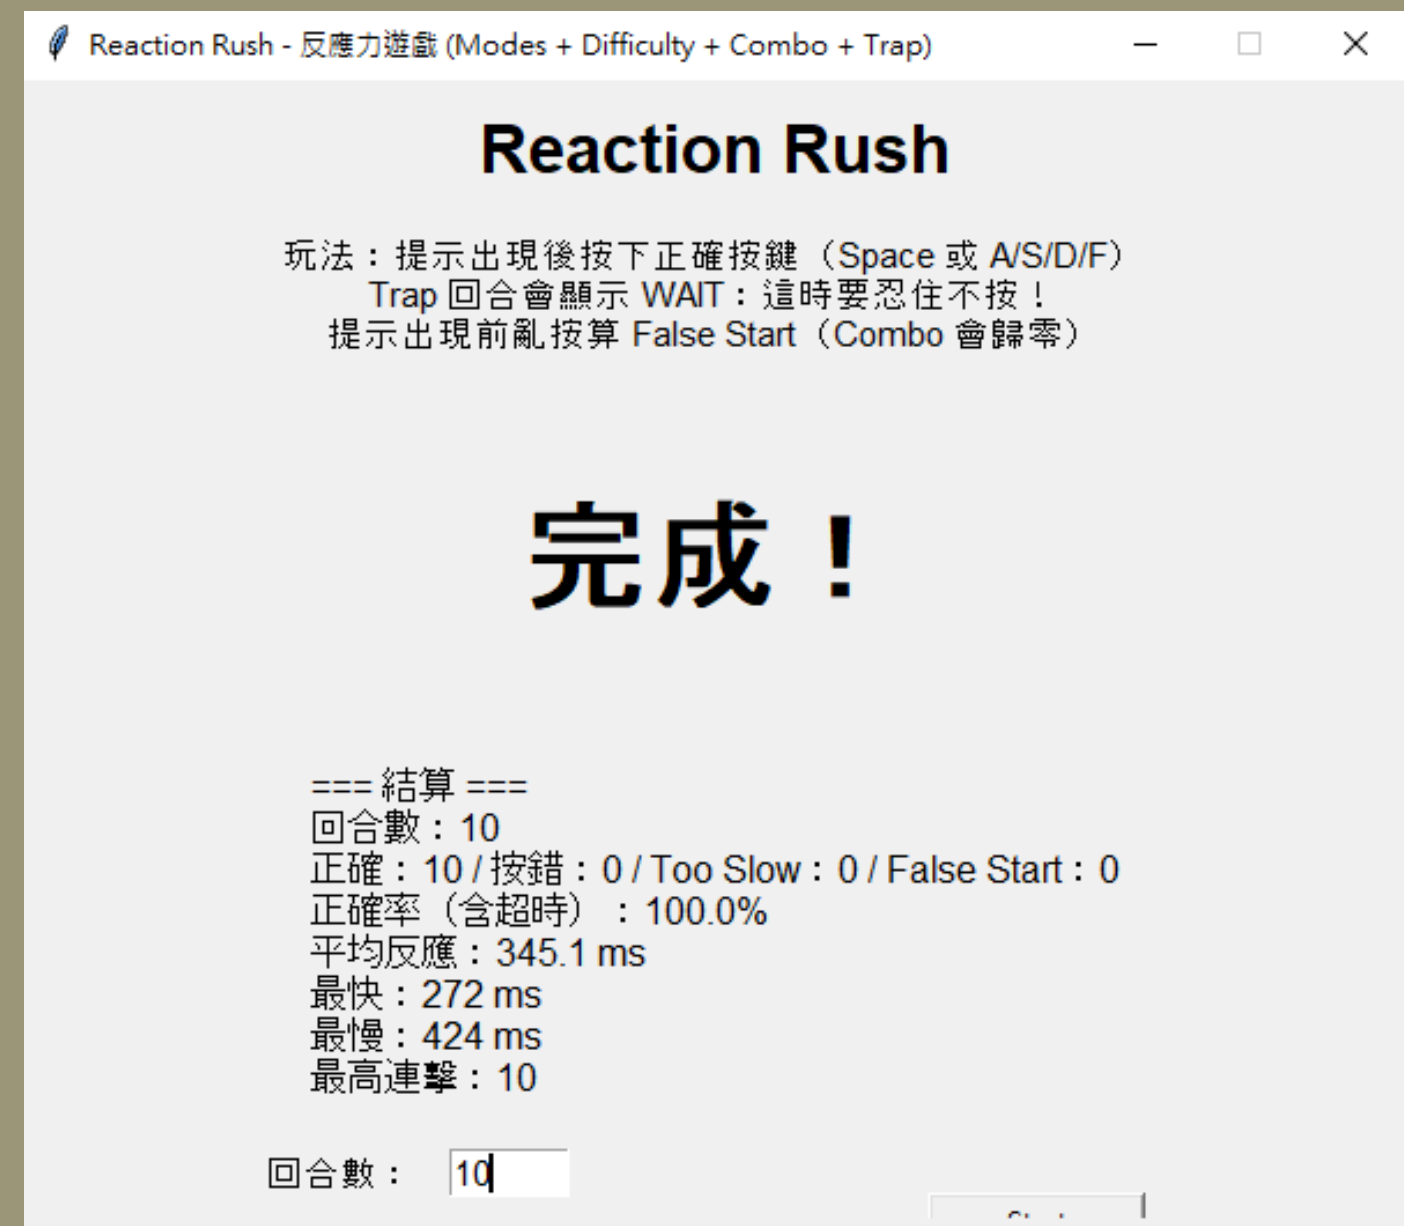 Reaction Rush - 反應力遊戲 (Modes + Difficulty + Combo + Trap)
Reaction Rush
玩法：提示出現後按下正確按鍵（Space 或 A/S/D/F）
Trap 回合會顯示 WAIT：這時要忍住不按！
提示出現前亂按算 False Start（Combo 會歸零）
完成！
=== 結算 ===
回合數：10
正確：10 / 按錯：0 / Too Slow：0 / False Start：0
正確率（含超時）：100.0%
平均反應：345.1 ms
最快：272 ms
最慢：424 ms
最高連擊：10
回合數： 10